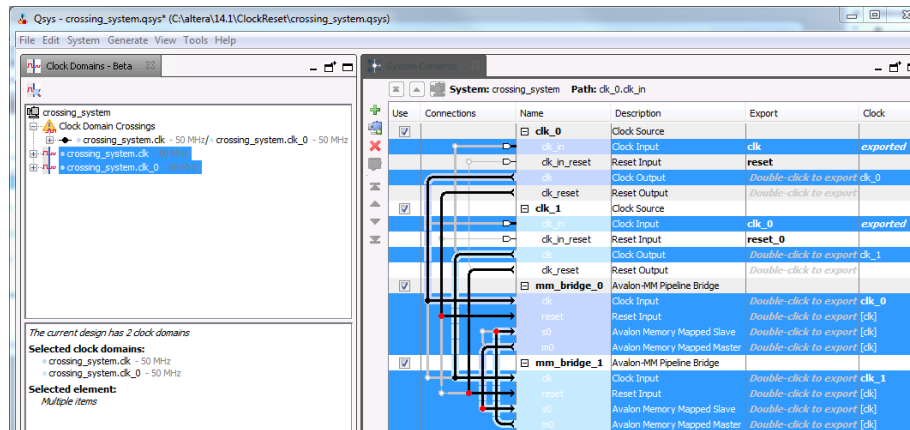 Qsys - crossing_system.qsys* (C:\altera\14.1\ClockReset\crossing_system.qsys)
File Edit System Generate View Tools Help
Clock Domains - Beta
crossing_system
Clock Domain Crossings
crossing_system.clk - 50 MHz/ crossing_system.clk_0 - 50 MHz
crossing_system.clk - 50 MHz
crossing_system.clk_0 - 50 MHz
The current design has 2 clock domains
Selected clock domains:
crossing_system.clk - 50 MHz
crossing_system.clk_0 - 50 MHz
Selected element:
Multiple items
System Contents
System: crossing_system Path: clk_0.clk_in
Use Connections Name Description Export Clock
clk_0 Clock Source
clk_in Clock Input clk exported
clk_in_reset Reset Input reset
clk Clock Output Double-click to export clk_0
clk_reset Reset Output Double-click to export
clk_1 Clock Source
clk_in Clock Input clk_0 exported
clk_in_reset Reset Input reset_0
clk Clock Output Double-click to export clk_1
clk_reset Reset Output Double-click to export
mm_bridge_0 Avalon-MM Pipeline Bridge
clk Clock Input Double-click to export clk_0
reset Reset Input Double-click to export [clk]
s0 Avalon Memory Mapped Slave Double-click to export [clk]
m0 Avalon Memory Mapped Master Double-click to export [clk]
mm_bridge_1 Avalon-MM Pipeline Bridge
clk Clock Input Double-click to export clk_1
reset Reset Input Double-click to export [clk]
s0 Avalon Memory Mapped Slave Double-click to export [clk]
m0 Avalon Memory Mapped Master Double-click to export [clk]